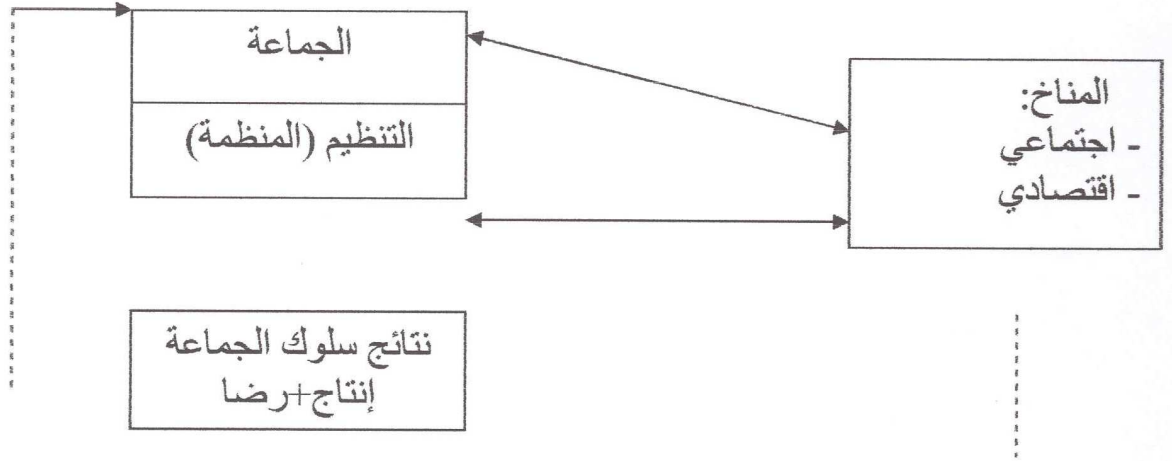 الجماعة
التنظيم (المنظمة)
المناخ:
- اجتماعي
- اقتصادي
نتائج سلوك الجماعة
إنتاج+رضا